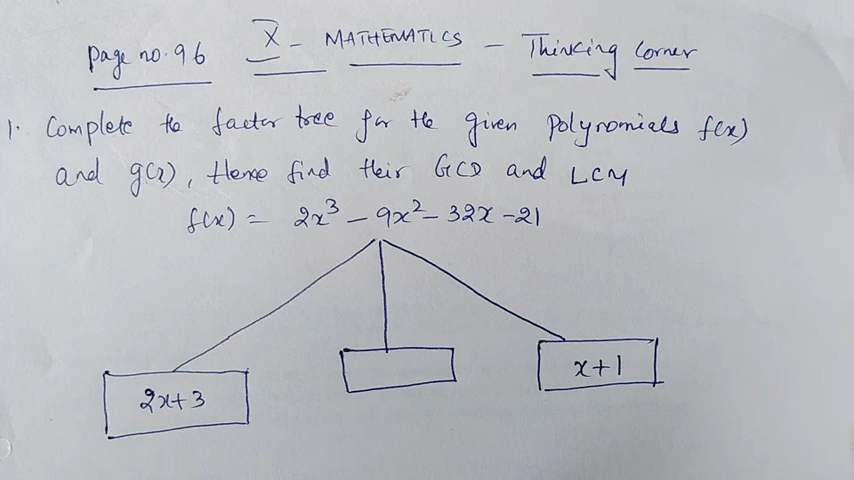 Page no. 96 X - MATHEMATICS - Thinking Corner
1. Complete the factor tree for the given polynomials f(x)
and g(x), Hence find their GCD and LCM
f(x) = 2x³ - 9x² - 32x - 21
2x+3
x+1